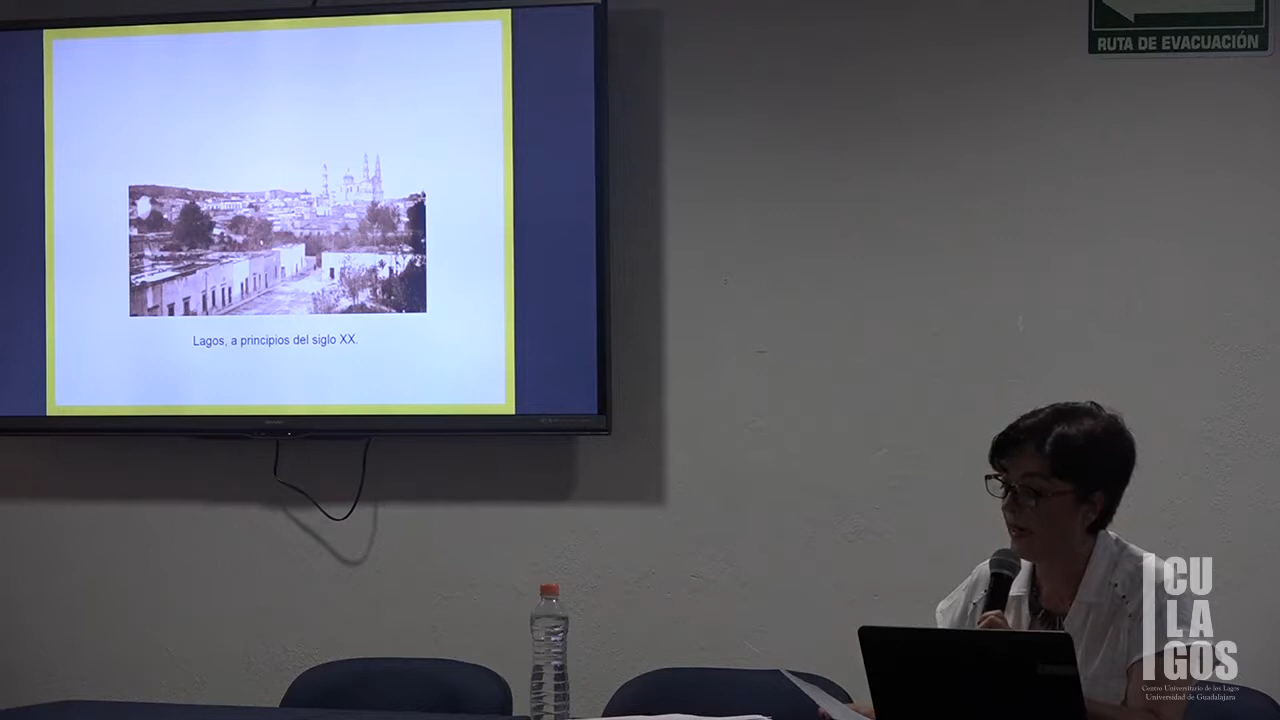 RUTA DE EVACUACIÓN
Lagos, a principios del siglo XX.
CU
LA
GOS
Centro Universitario de los Lagos
Universidad de Guadalajara